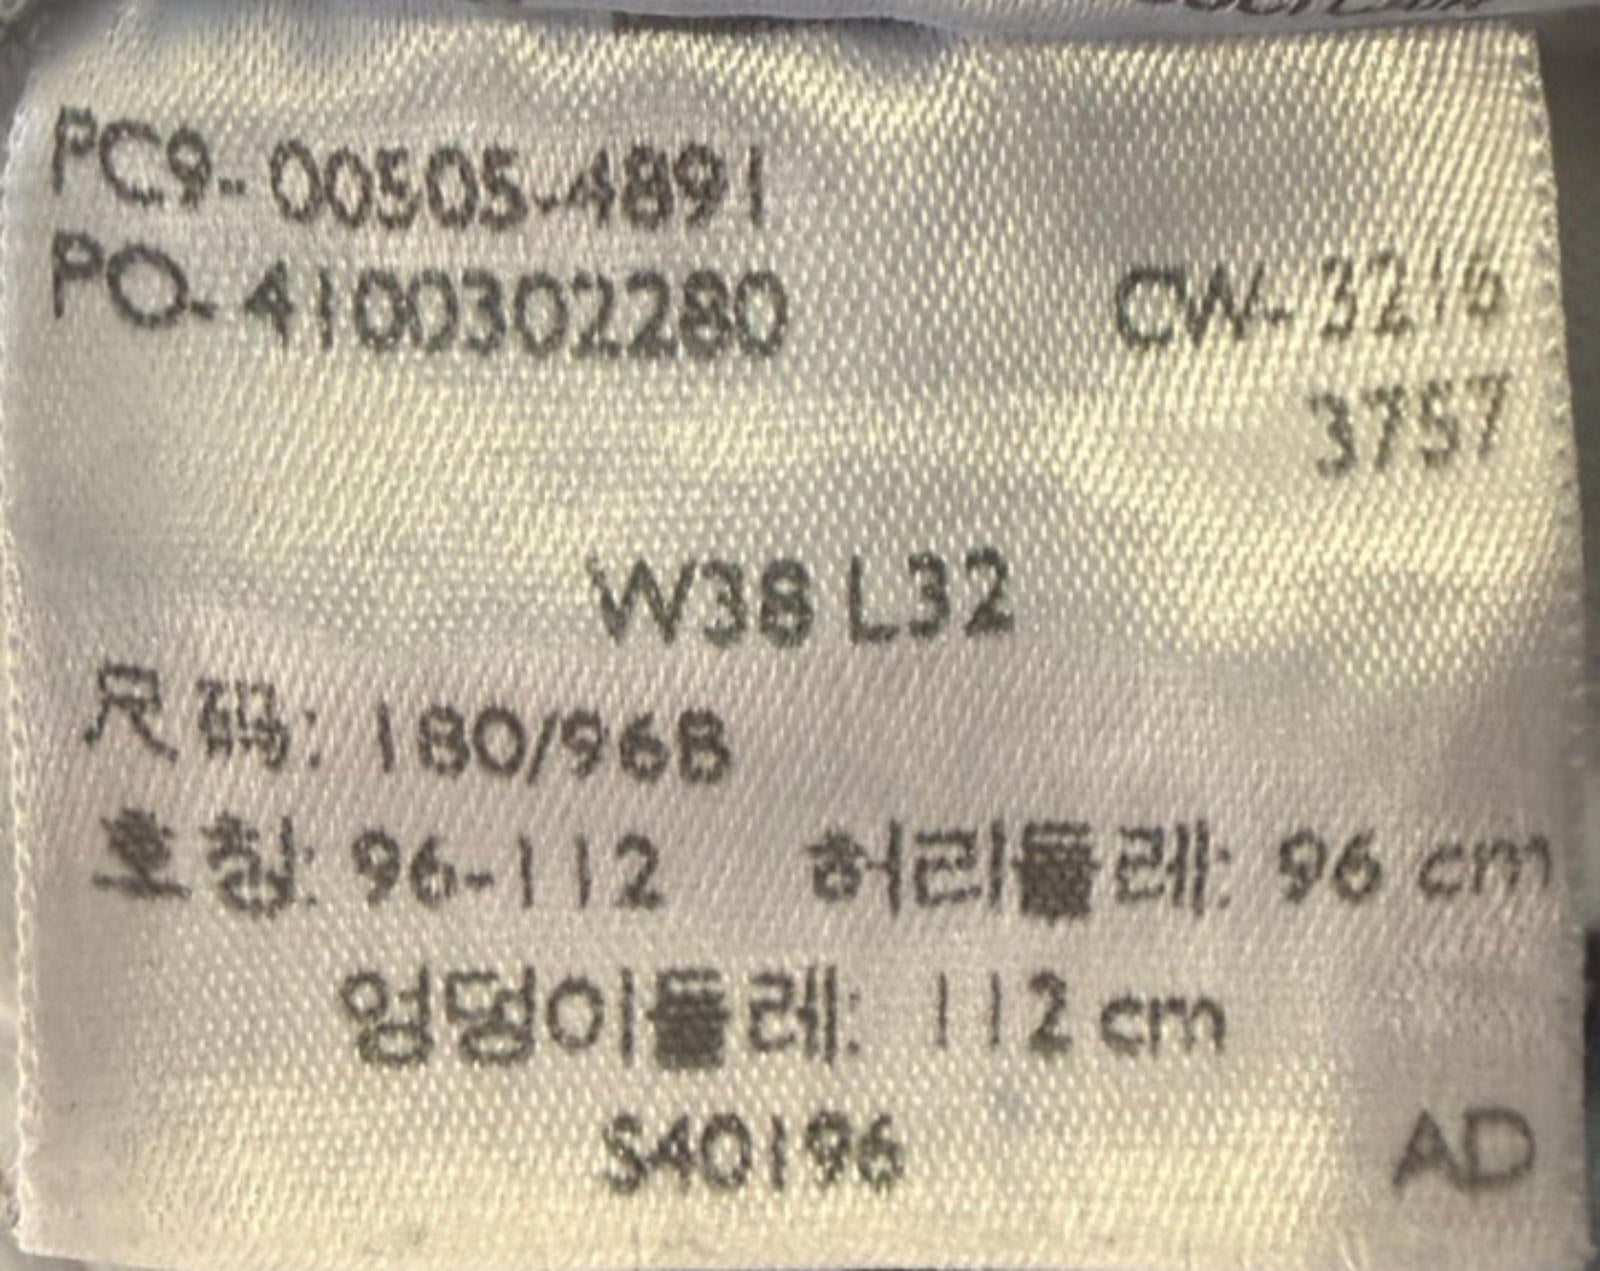 PC9-00505-4891
PO-4100302280 CW-3216
3757
W38 L32
尺码: 180/96B
호칭: 96-112 허리둘레: 96 cm
엉덩이둘레: 112 cm
S40196 AD